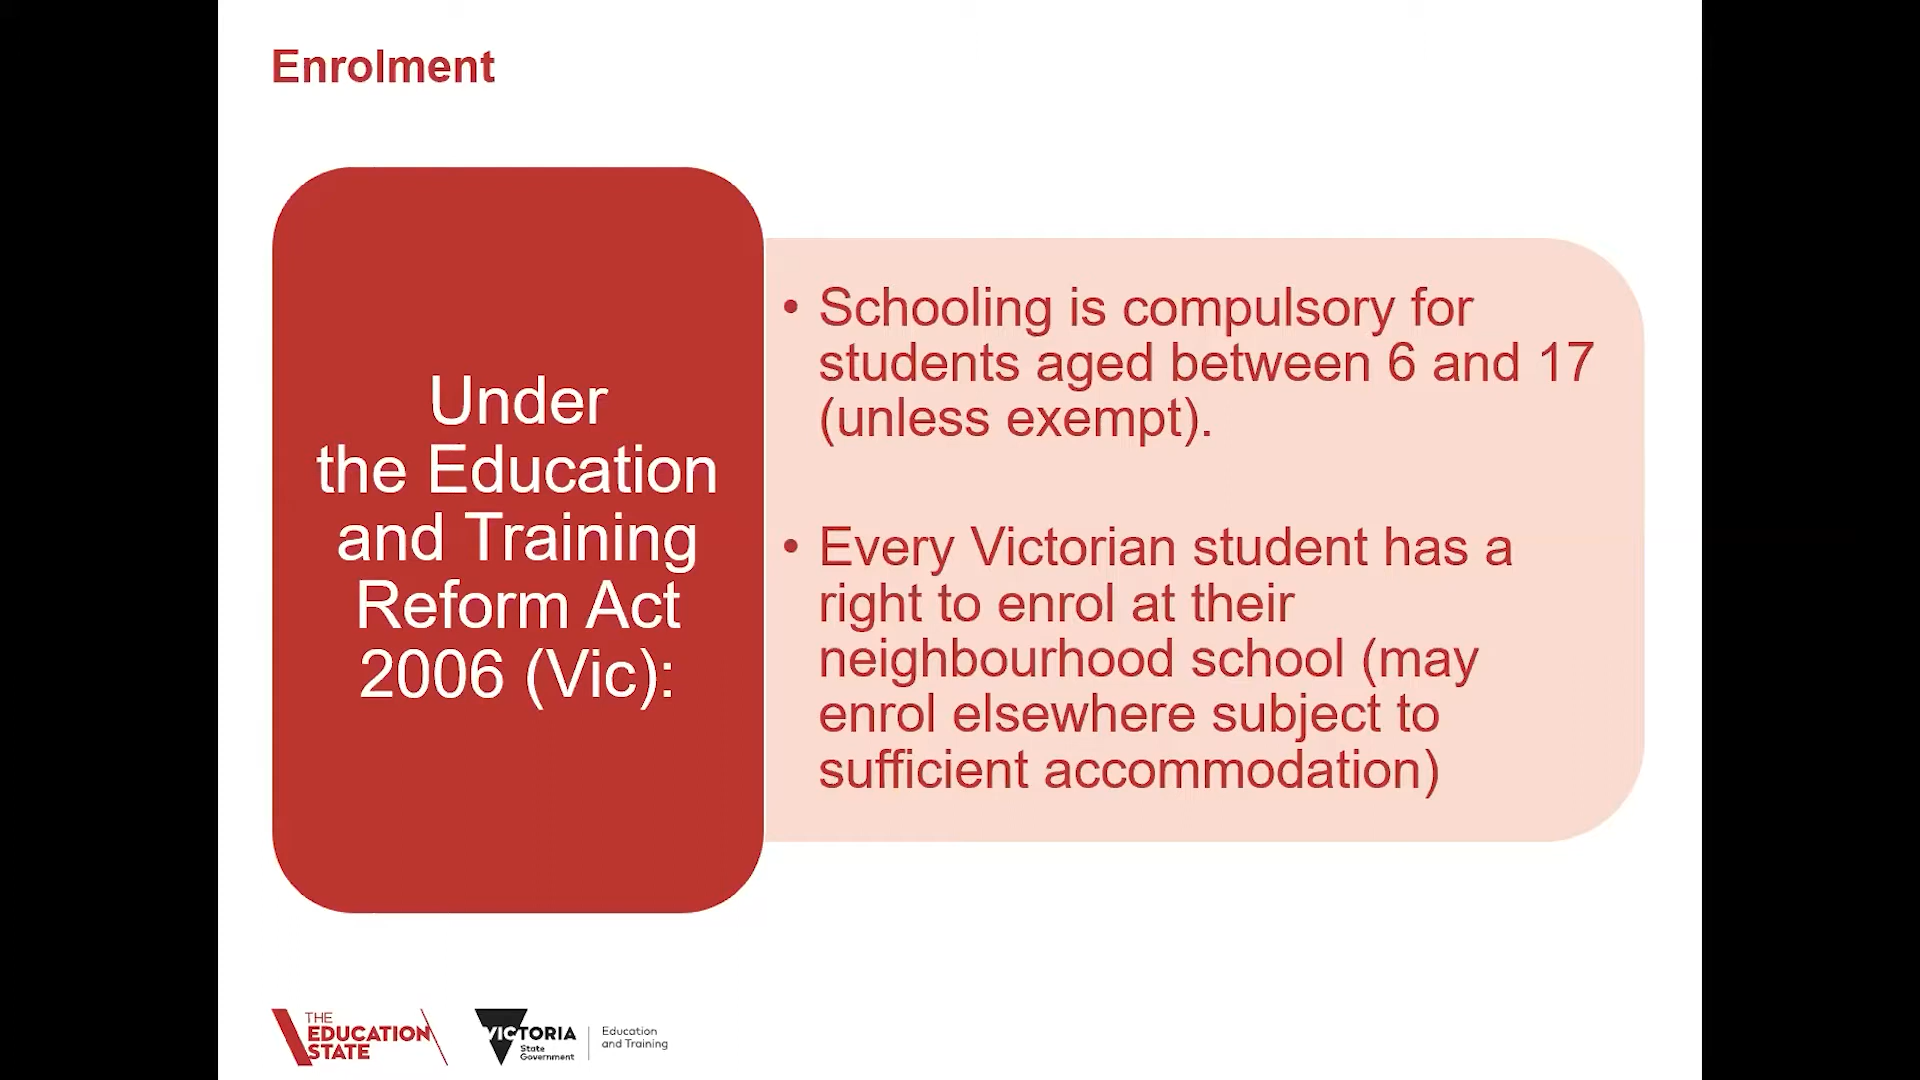 Enrolment
Under
the Education
and Training
Reform Act
2006 (Vic):
• Schooling is compulsory for
students aged between 6 and 17
(unless exempt).
• Every Victorian student has a
right to enrol at their
neighbourhood school (may
enrol elsewhere subject to
sufficient accommodation)
THE
EDUCATION
STATE
VICTORIA
State
Government
Education
and Training